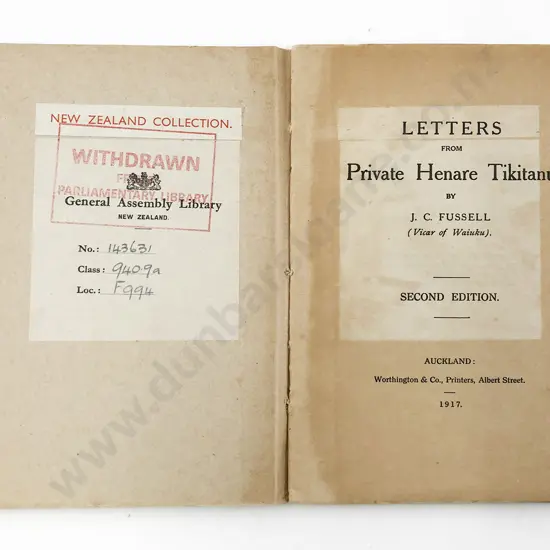 NEW ZEALAND COLLECTION.
WITHDRAWN
FROM
PARLIAMENTARY LIBRARY
General Assembly Library
NEW ZEALAND.
No.: 143631
Class: 940.9a
Loc.: F994
LETTERS
FROM
Private Henare Tikitanu
BY
J. C. FUSSELL
(Vicar of Waiuku).
SECOND EDITION.
AUCKLAND:
Worthington & Co., Printers, Albert Street.
1917.